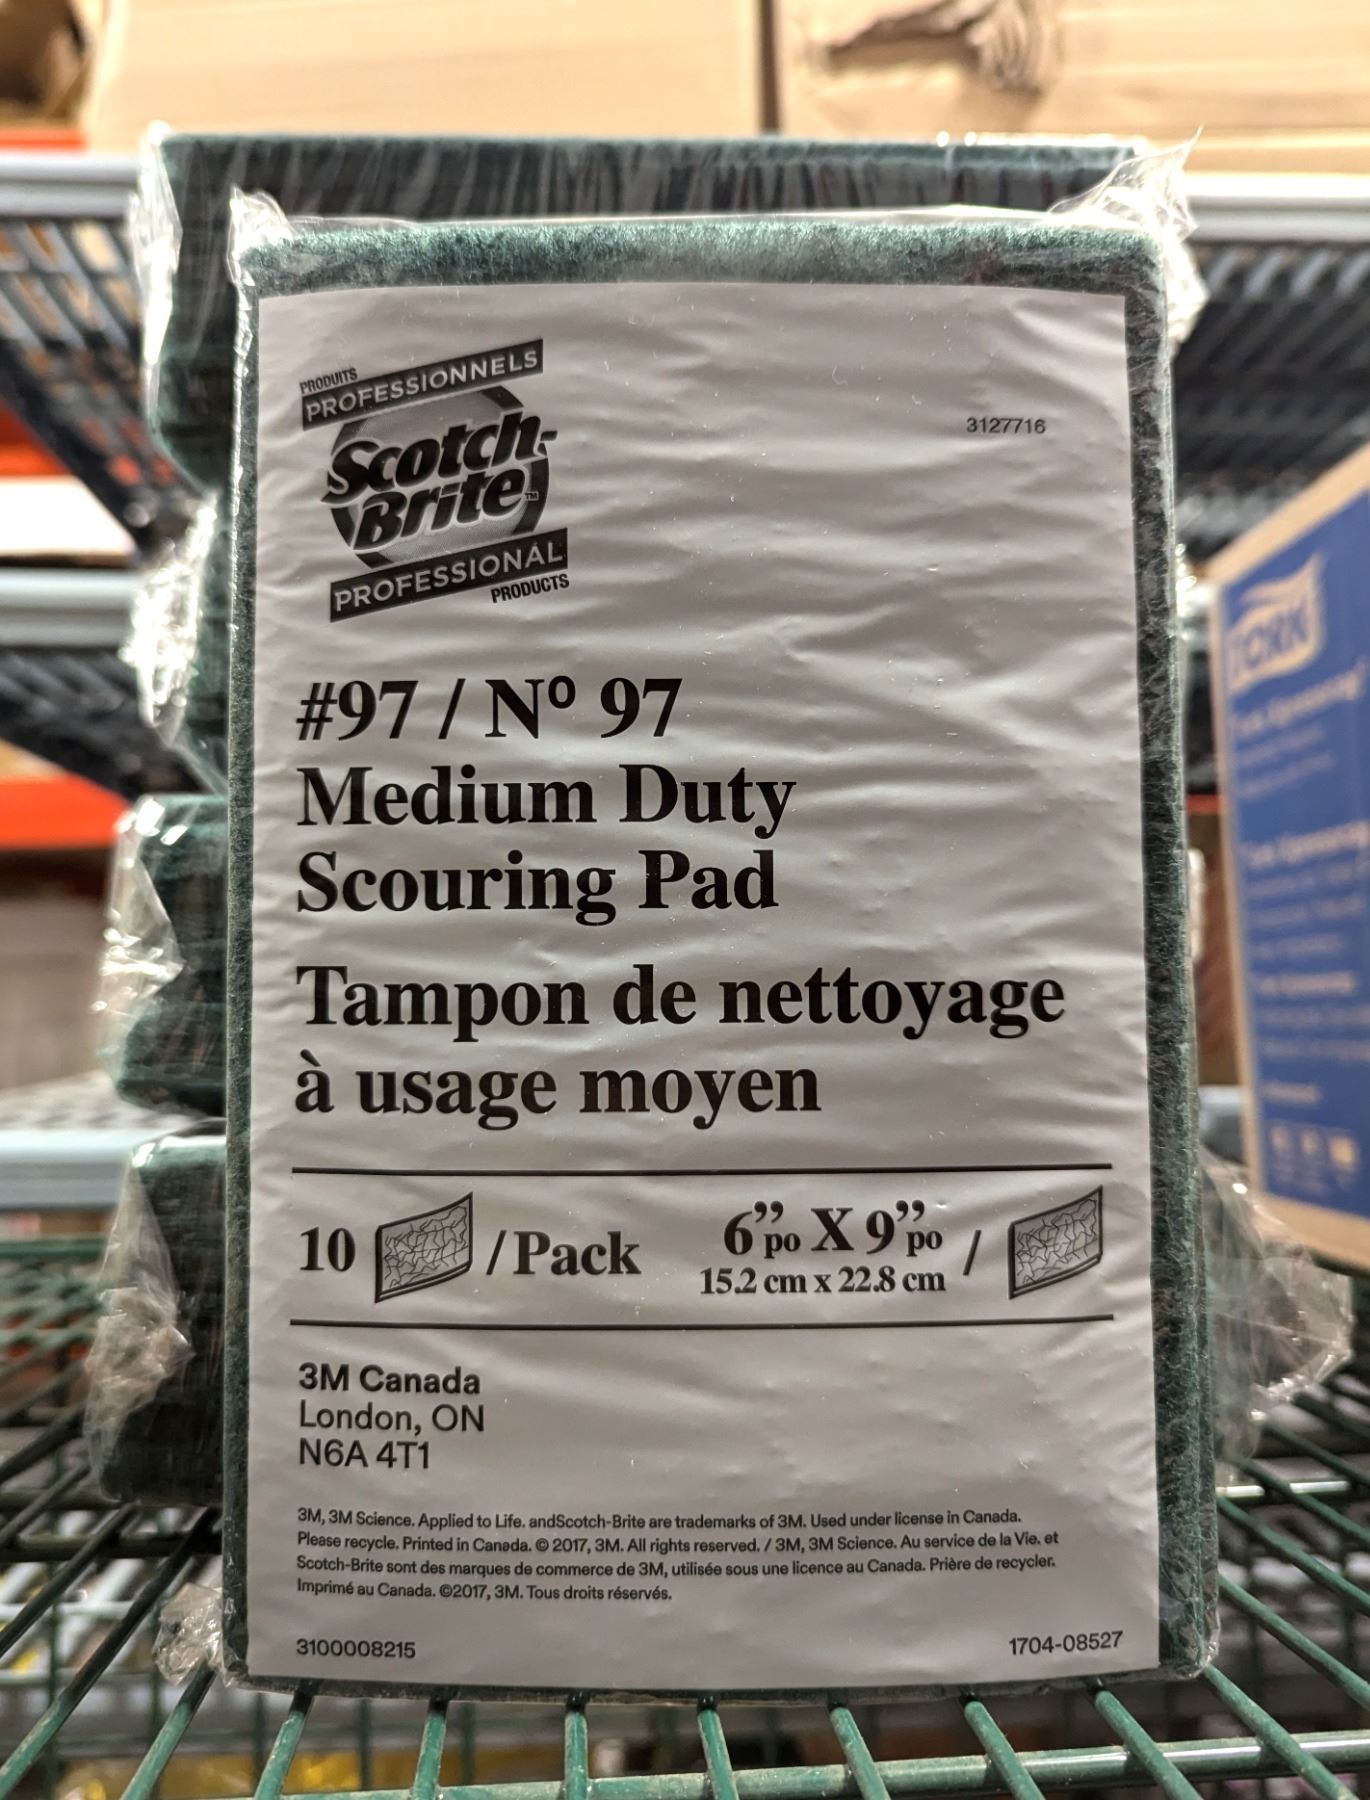 PRODUITS
PROFESSIONNELS
Scotch-
Brite™
PROFESSIONAL
PRODUCTS
3127716
#97 / Nº 97
Medium Duty
Scouring Pad
Tampon de nettoyage
à usage moyen
10 / Pack
6”po X 9”po /
15.2 cm x 22.8 cm
3M Canada
London, ON
N6A 4T1
3M, 3M Science. Applied to Life. andScotch-Brite are trademarks of 3M. Used under license in Canada.
Please recycle. Printed in Canada. © 2017, 3M. All rights reserved. / 3M, 3M Science. Au service de la Vie. et
Scotch-Brite sont des marques de commerce de 3M, utilisée sous une licence au Canada. Prière de recycler.
Imprimé au Canada. ©2017, 3M. Tous droits réservés.
3100008215
1704-08527
TORK